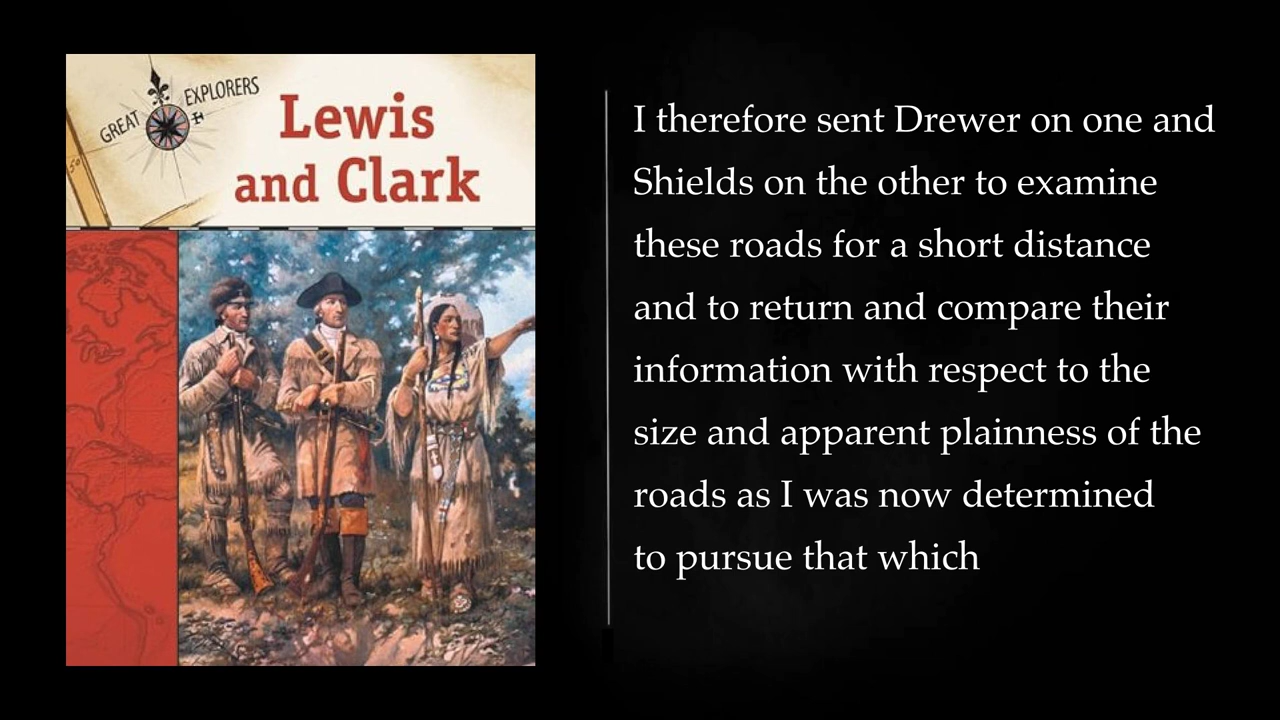 GREAT EXPLORERS
Lewis
and Clark
50
I therefore sent Drewer on one and
Shields on the other to examine
these roads for a short distance
and to return and compare their
information with respect to the
size and apparent plainness of the
roads as I was now determined
to pursue that which